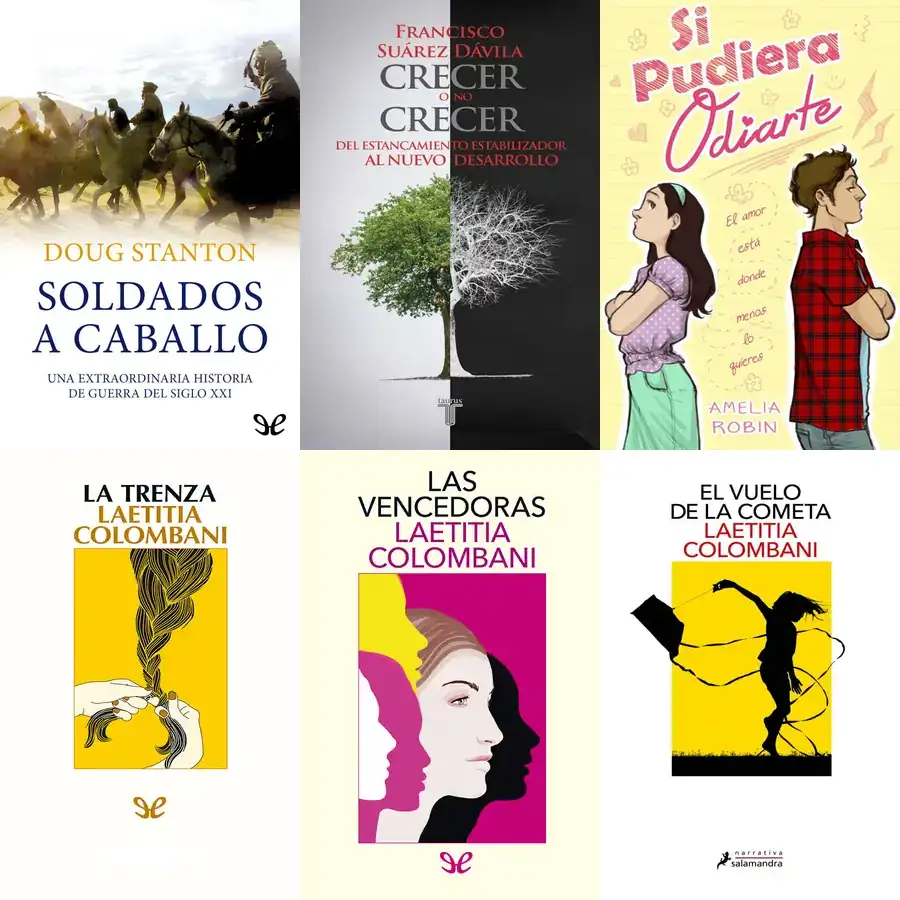 DOUG STANTON
SOLDADOS
A CABALLO
UNA EXTRAORDINARIA HISTORIA
DE GUERRA DEL SIGLO XXI
FRANCISCO
SUÁREZ DÁVILA
CRECER
O NO
CRECER
DEL ESTANCAMIENTO ESTABILIZADOR
AL NUEVO DESARROLLO
taurus
Si
Pudiera
Odiarte
El amor
está
donde
menos
lo
quieres
AMELIA
ROBIN
LA TRENZA
LAETITIA
COLOMBANI
LAS
VENCEDORAS
LAETITIA
COLOMBANI
EL VUELO
DE LA COMETA
LAETITIA
COLOMBANI
narrativa
salamandra